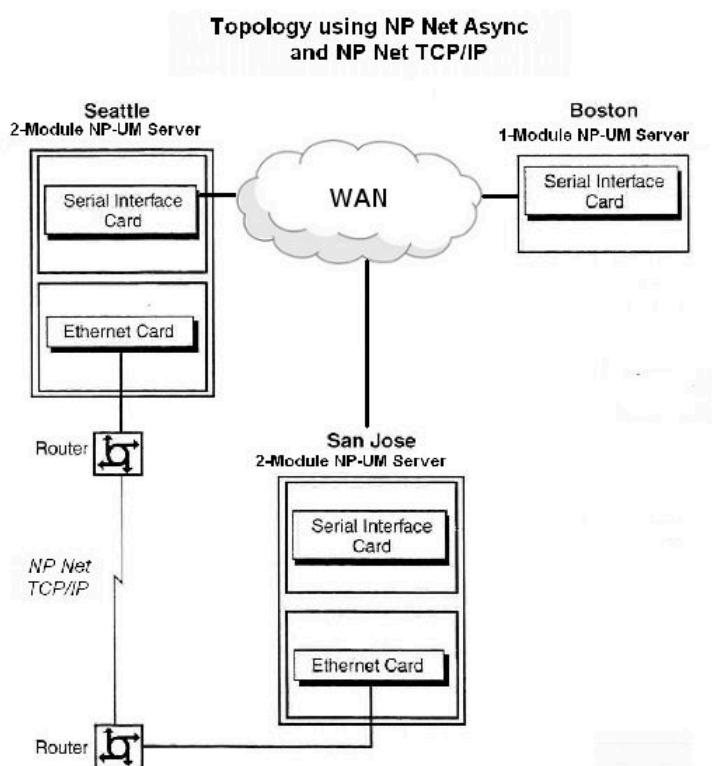 Topology using NP Net Async
and NP Net TCP/IP
Seattle
2-Module NP-UM Server
Serial Interface
Card
Ethernet Card
Router
WAN
Boston
1-Module NP-UM Server
Serial Interface
Card
San Jose
2-Module NP-UM Server
Serial Interface
Card
Ethernet Card
NP Net
TCP/IP
Router